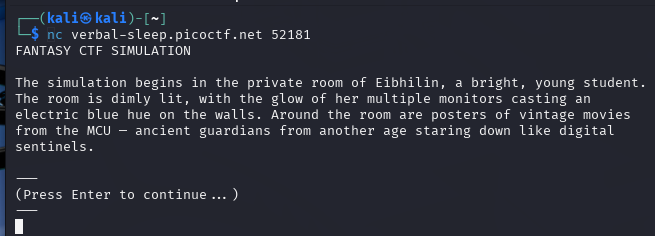 ┌──(kali㉿kali)-[~]
└─$ nc verbal-sleep.picoctf.net 52181
FANTASY CTF SIMULATION
The simulation begins in the private room of Eibhilin, a bright, young student.
The room is dimly lit, with the glow of her multiple monitors casting an
electric blue hue on the walls. Around the room are posters of vintage movies
from the MCU — ancient guardians from another age staring down like digital
sentinels.
---
(Press Enter to continue...)
---